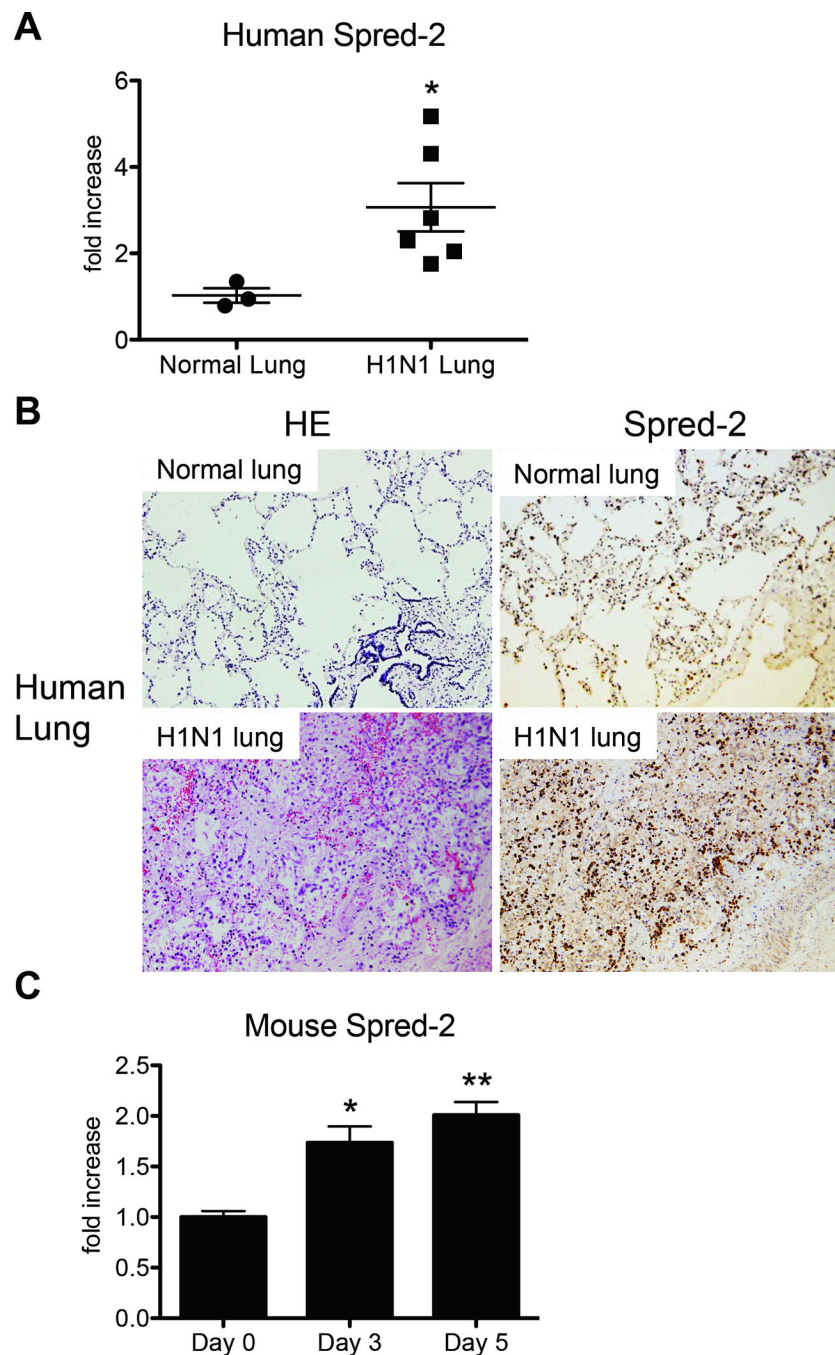 A
Human Spred-2
6
4
2
0
fold increase
*
Normal Lung
H1N1 Lung
B
HE
Spred-2
Normal lung
Normal lung
Human
Lung
H1N1 lung
H1N1 lung
C
Mouse Spred-2
2.5
2.0
1.5
1.0
0.5
0.0
fold increase
*
**
Day 0
Day 3
Day 5